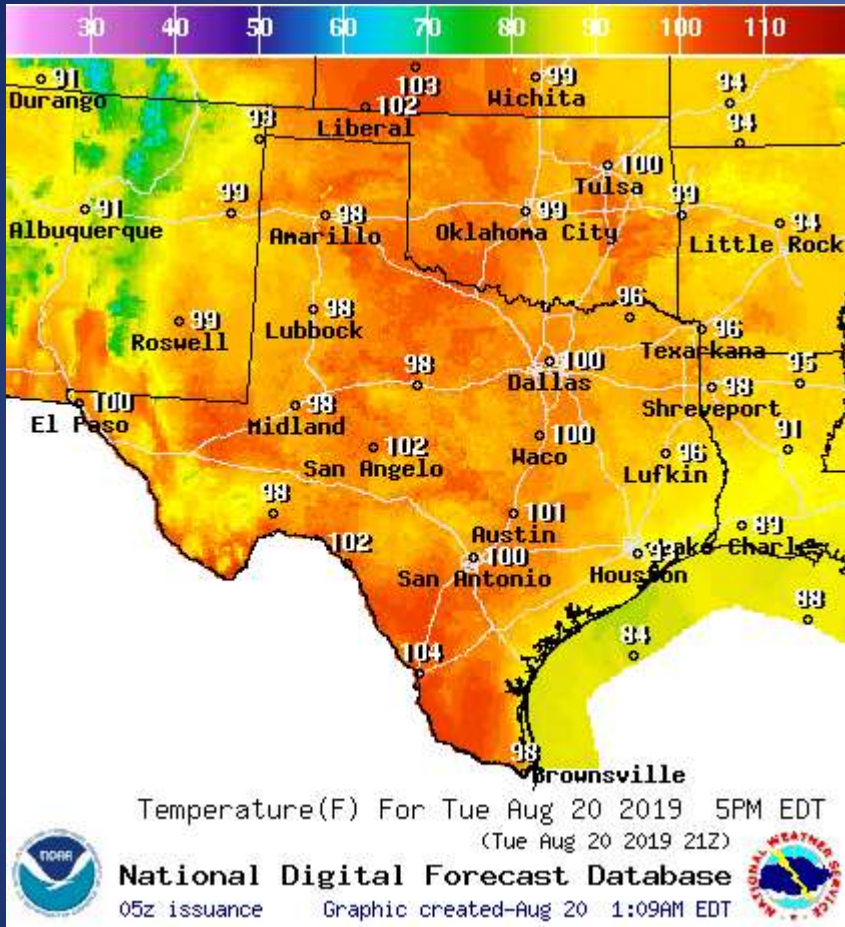 30 40 50 60 70 80 90 100 110
91
Durango
103
99
Wichita
94
102
Liberal
98
94
100
Tulsa
91
Albuquerque
99
98
Amarillo
99
Oklahoma City
99
94
Little Rock
99
Roswell
98
Lubbock
96
96
Texarkana
98
100
Dallas
95
98
Shreveport
100
El Paso
98
Midland
102
San Angelo
100
Waco
96
Lufkin
91
98
101
Austin
89
Lake Charles
102
100
San Antonio
Houston
88
84
104
98
Brownsville
Temperature(F) For Tue Aug 20 2019 5PM EDT
(Tue Aug 20 2019 21Z)
NOAA
National Digital Forecast Database
05z issuance Graphic created-Aug 20 1:09AM EDT
NATIONAL WEATHER SERVICE